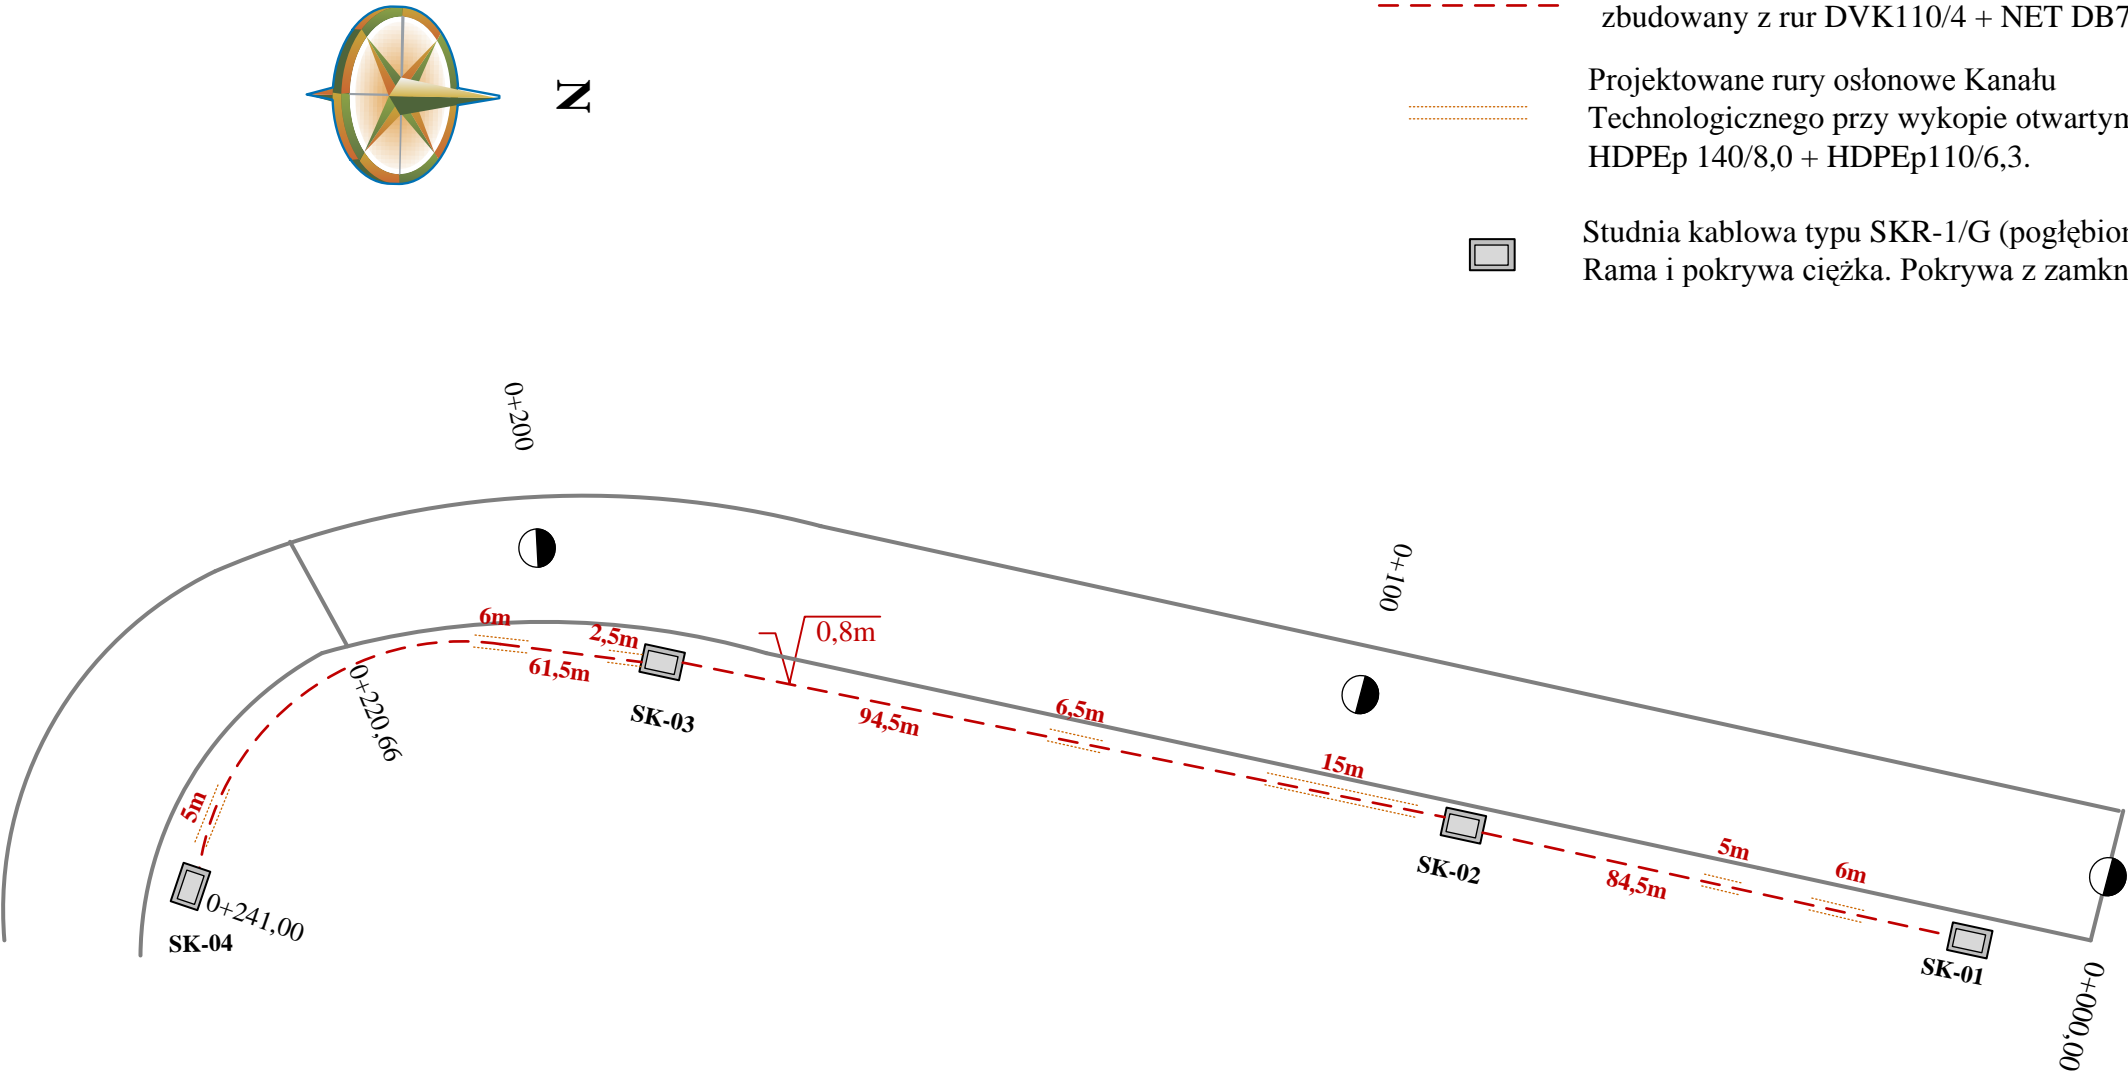 zbudowany z rur DVK110/4 + NET DB7
N
Projektowane rury osłonowe Kanału
Technologicznego przy wykopie otwartym
HDPEp 140/8,0 + HDPEp110/6,3.
Studnia kablowa typu SKR-1/G (pogłębion
Rama i pokrywa ciężka. Pokrywa z zamkn
0+200
0+100
6m
2,5m
0,8m
61,5m
0+220,66
SK-03
94,5m
6,5m
15m
5m
SK-02
84,5m
5m
6m
0+241,00
SK-04
SK-01
0+000,00